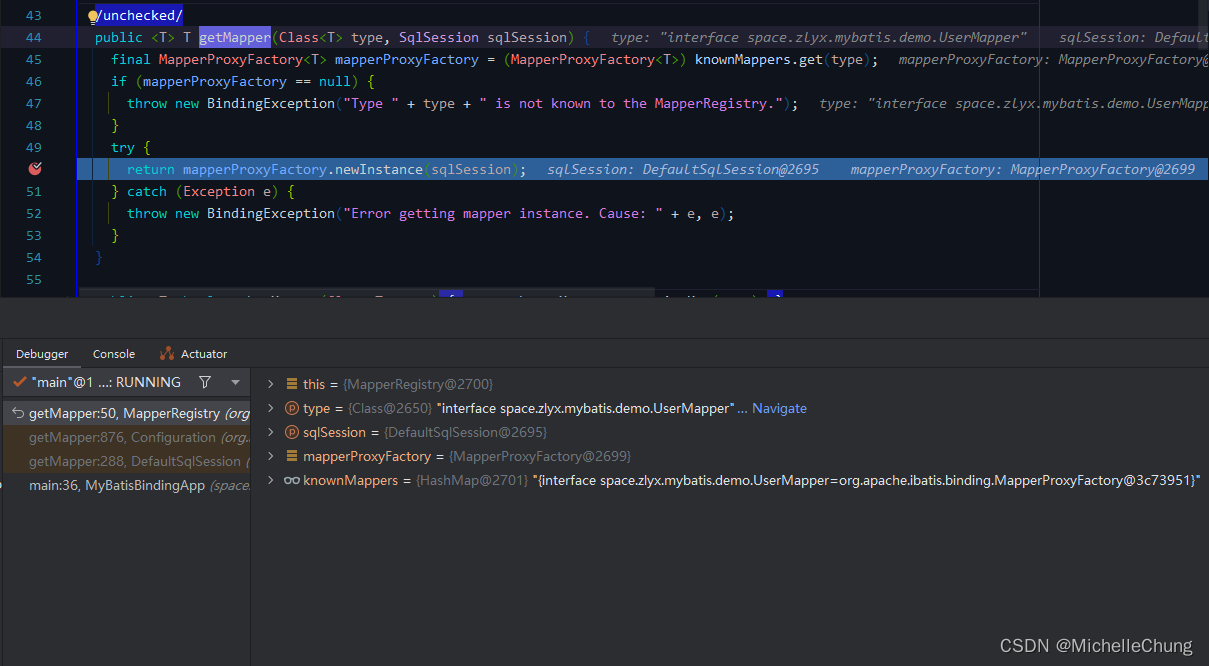 43 /unchecked/
44 public <T> T getMapper(Class<T> type, SqlSession sqlSession) { type: "interface space.zlyx.mybatis.demo.UserMapper" sqlSession: Default
45 final MapperProxyFactory<T> mapperProxyFactory = (MapperProxyFactory<T>) knownMappers.get(type); mapperProxyFactory: MapperProxyFactory@
46 if (mapperProxyFactory == null) {
47 throw new BindingException("Type " + type + " is not known to the MapperRegistry."); type: "interface space.zlyx.mybatis.demo.UserMapp
48 }
49 try {
return mapperProxyFactory.newInstance(sqlSession); sqlSession: DefaultSqlSession@2695 mapperProxyFactory: MapperProxyFactory@2699
51 } catch (Exception e) {
52 throw new BindingException("Error getting mapper instance. Cause: " + e, e);
53 }
54 }
55
Debugger Console Actuator
"main"@1 ...: RUNNING
getMapper:50, MapperRegistry (org
getMapper:876, Configuration (org.
getMapper:288, DefaultSqlSession (
main:36, MyBatisBindingApp (space.
this = {MapperRegistry@2700}
type = {Class@2650} "interface space.zlyx.mybatis.demo.UserMapper" ... Navigate
sqlSession = {DefaultSqlSession@2695}
mapperProxyFactory = {MapperProxyFactory@2699}
knownMappers = {HashMap@2701} "{interface space.zlyx.mybatis.demo.UserMapper=org.apache.ibatis.binding.MapperProxyFactory@3c73951}"
CSDN @MichelleChung